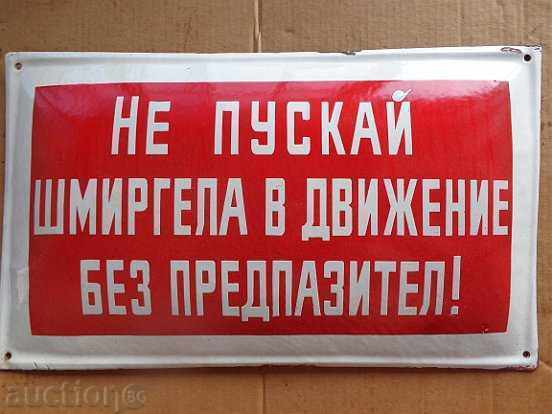 НЕ ПУСКАЙ
ШМИРГЕЛА В ДВИЖЕНИЕ
БЕЗ ПРЕДПАЗИТЕЛ!
auction.BG